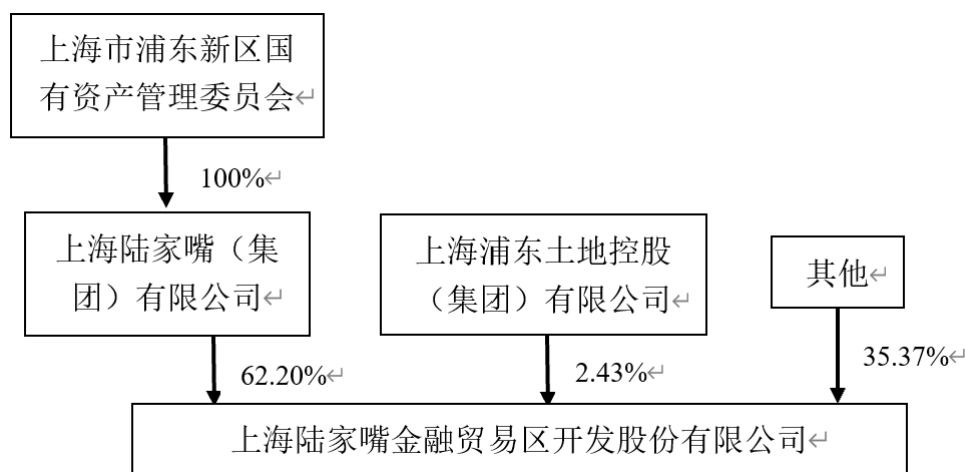 上海市浦东新区国
有资产管理委员会↵
100%↵
上海陆家嘴（集
团）有限公司↵
上海浦东土地控股
（集团）有限公司↵
其他↵
62.20%↵
2.43%↵
35.37%↵
上海陆家嘴金融贸易区开发股份有限公司↵